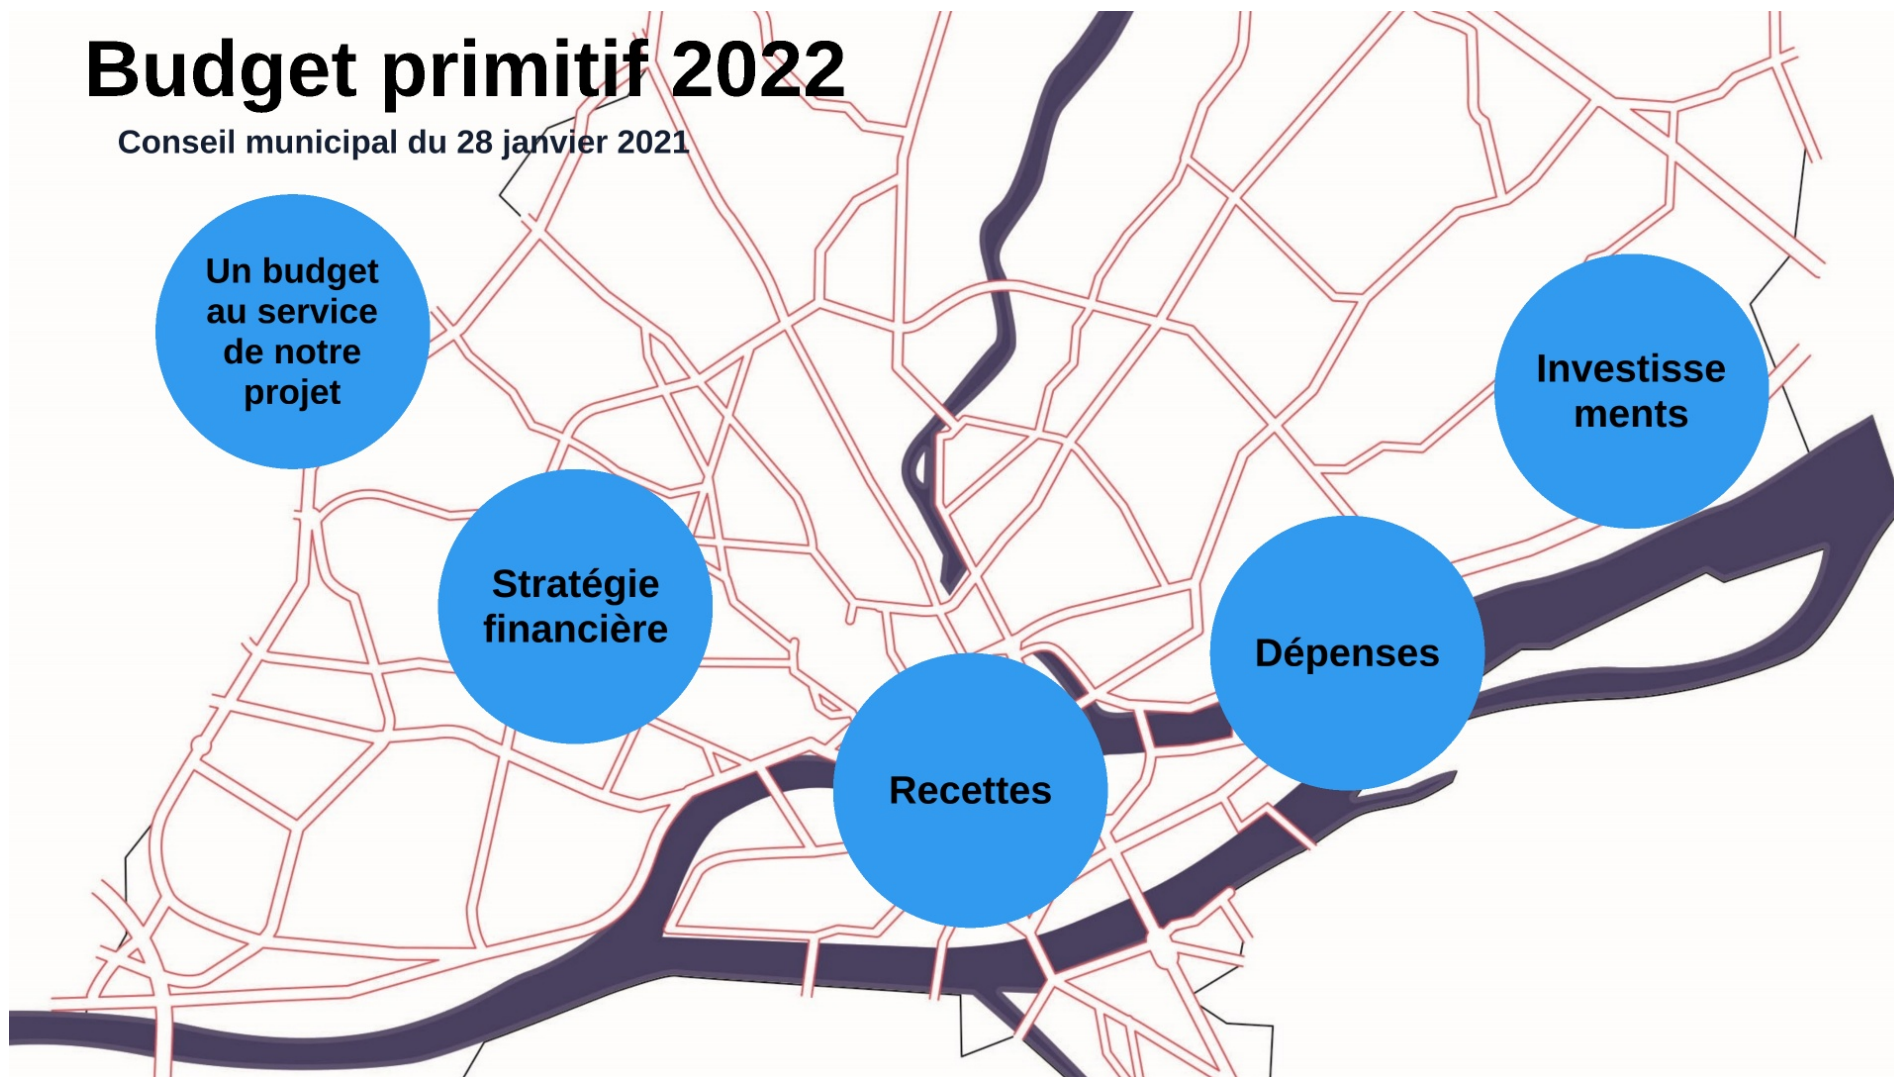 Budget primitif 2022
Conseil municipal du 28 janvier 2021
Un budget
au service
de notre
projet
Stratégie
financière
Recettes
Dépenses
Investisse
ments